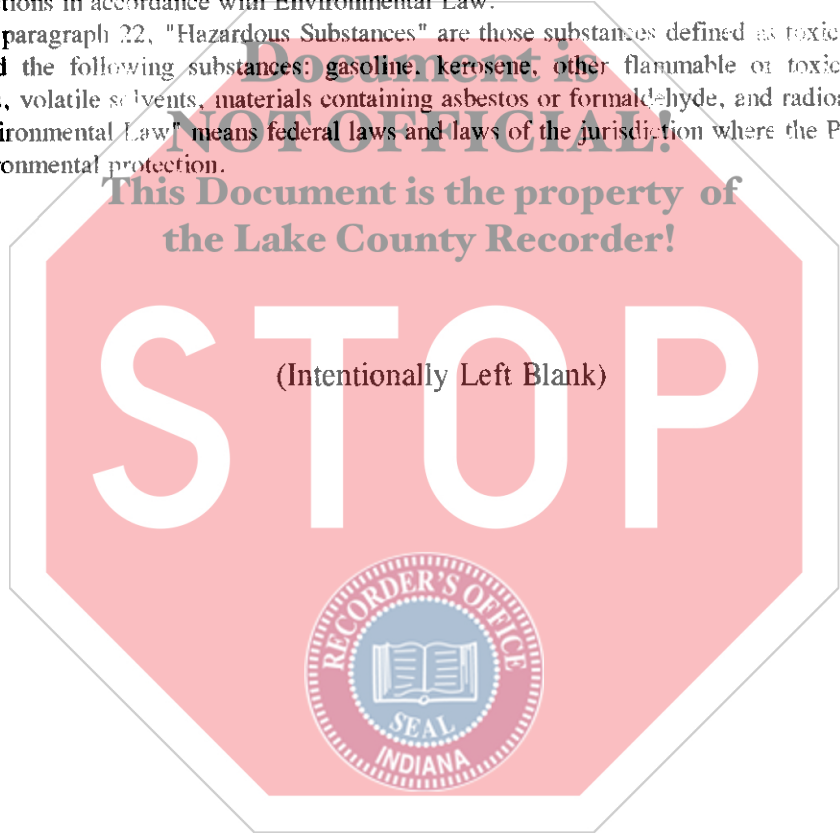 tions in accordance with Environmental Law.
paragraph 22, "Hazardous Substances" are those substances defined as toxic
d the following substances: gasoline, kerosene, other flammable or toxic
, volatile solvents, materials containing asbestos or formaldehyde, and radioa
ironmental Law" means federal laws and laws of the jurisdiction where the P
onmental protection.
Document is
NOT OFFICIAL!
This Document is the property of
the Lake County Recorder!
(Intentionally Left Blank)
STOP
RECORDER'S OFFICE
SEAL
INDIANA